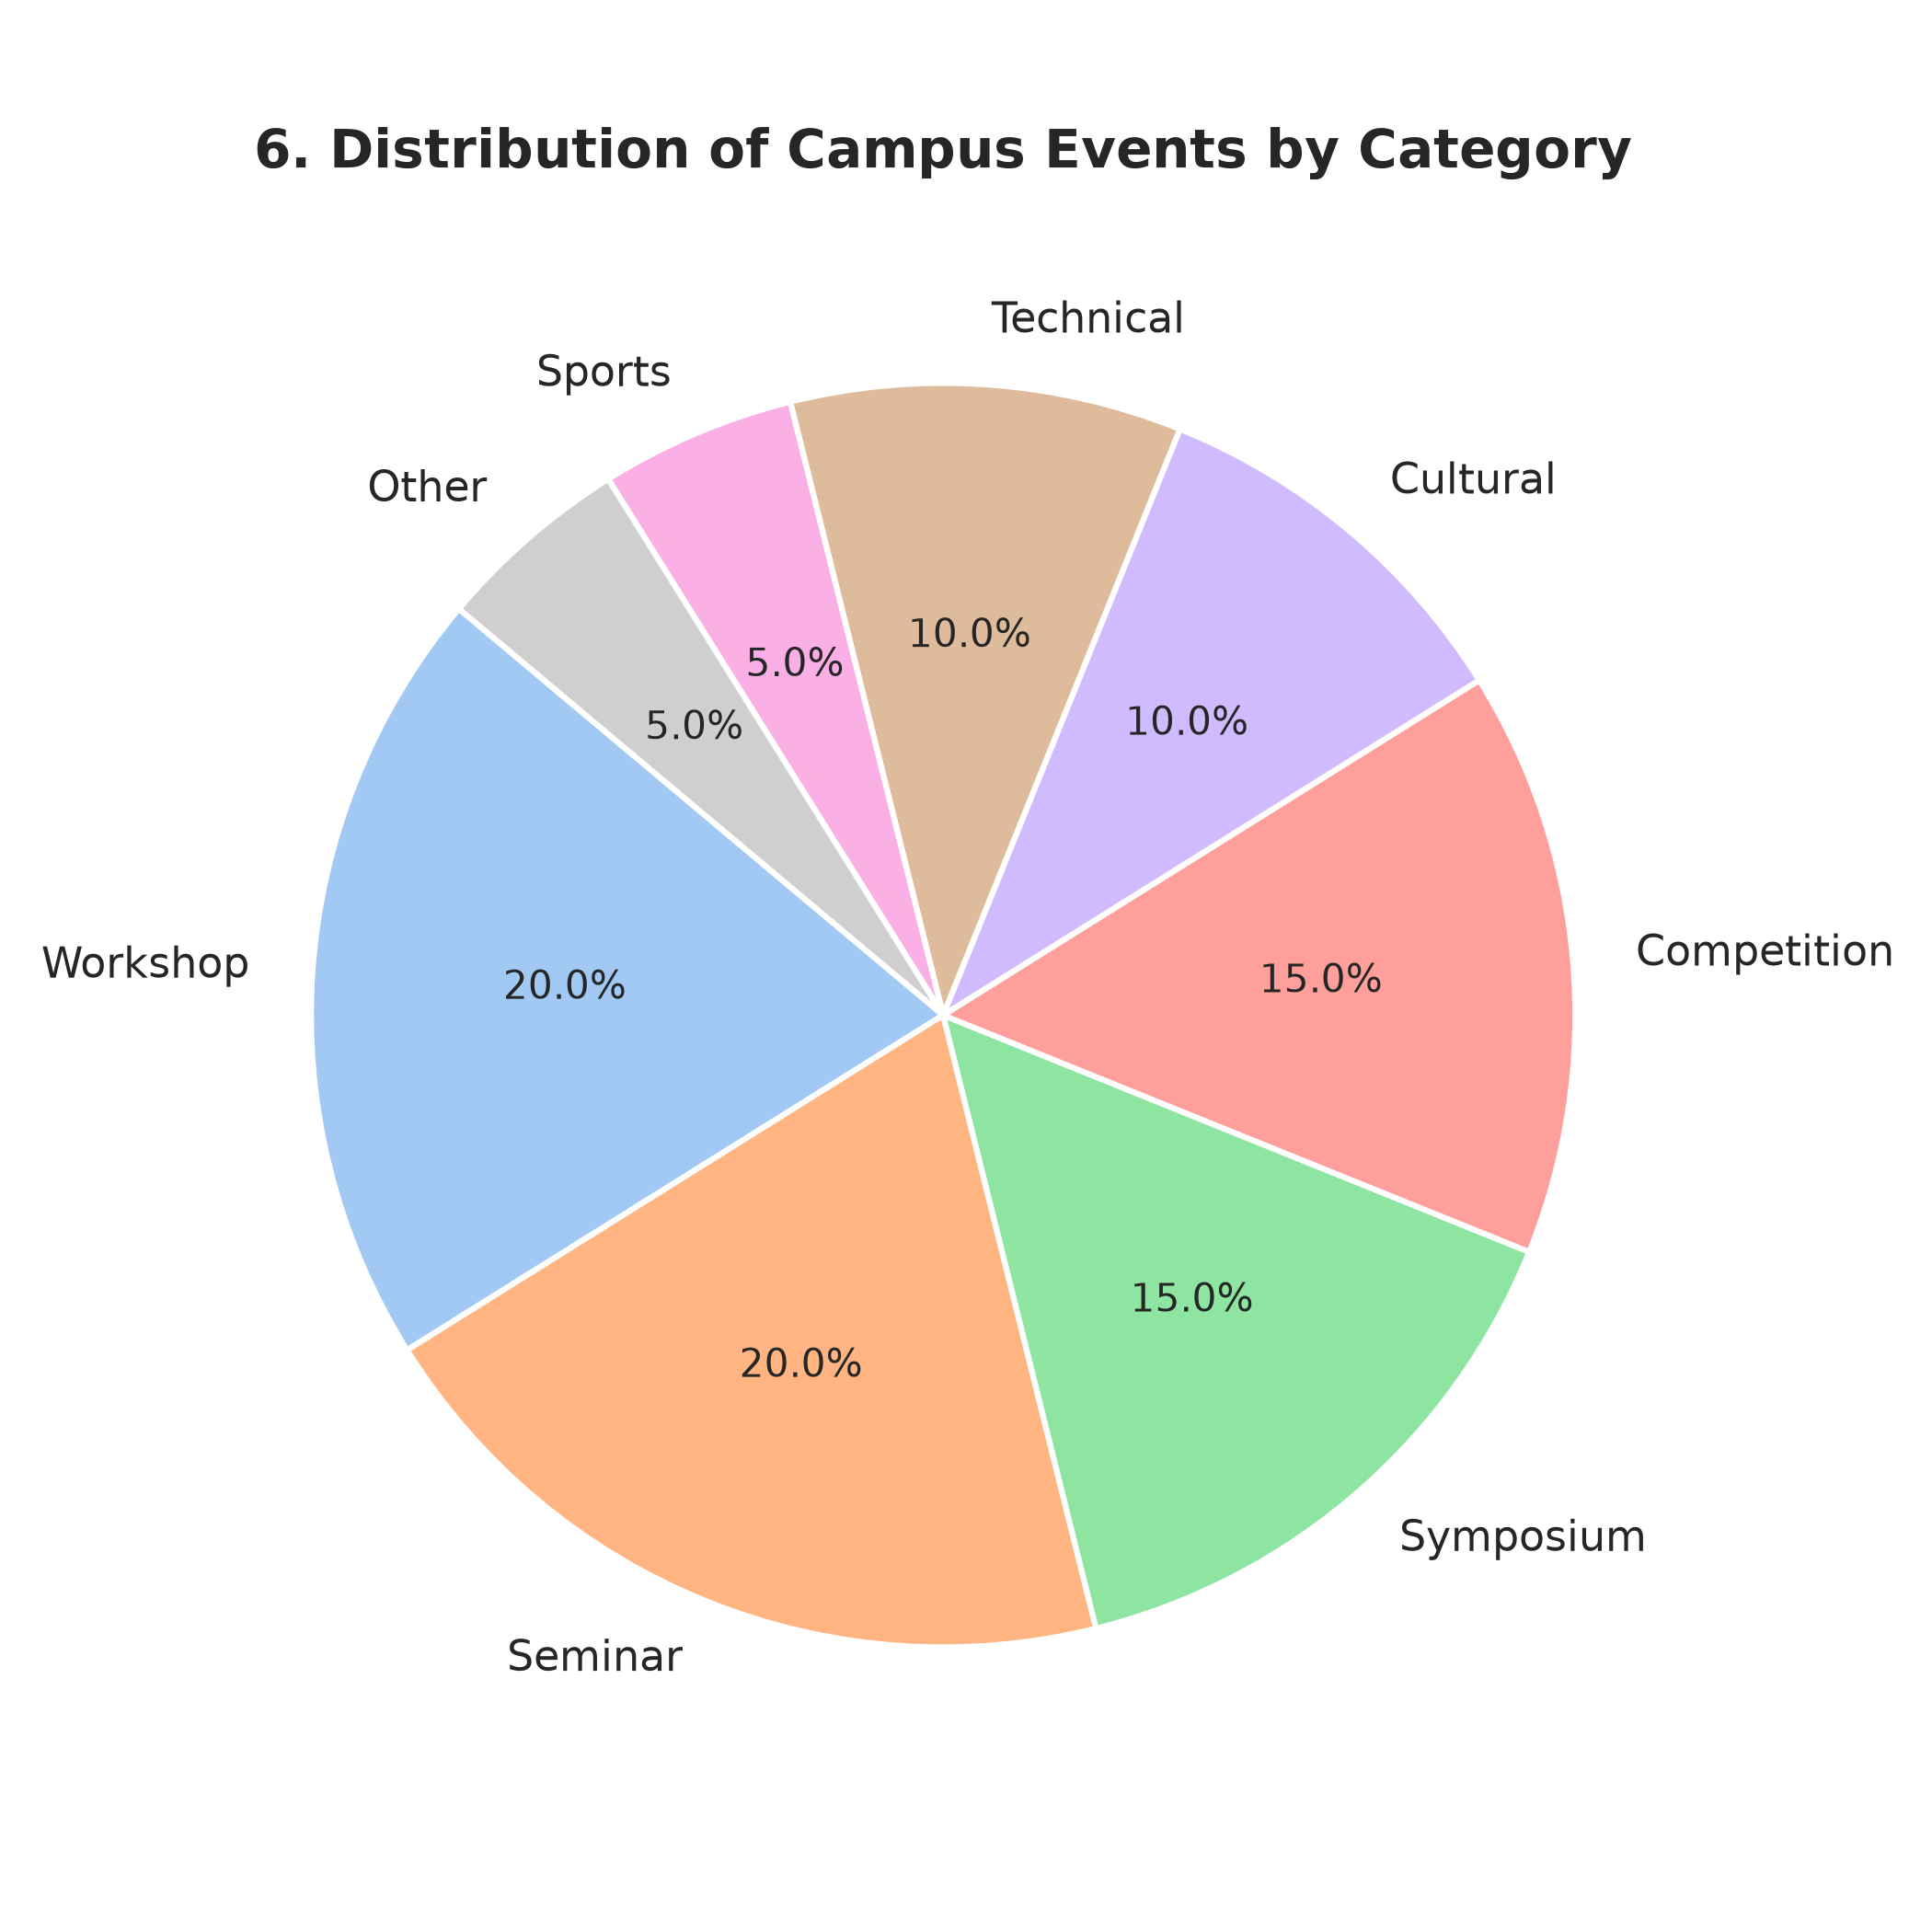 6. Distribution of Campus Events by Category
Technical
Sports
Cultural
Other
10.0%
5.0%
10.0%
5.0%
Competition
Workshop
15.0%
20.0%
15.0%
20.0%
Symposium
Seminar